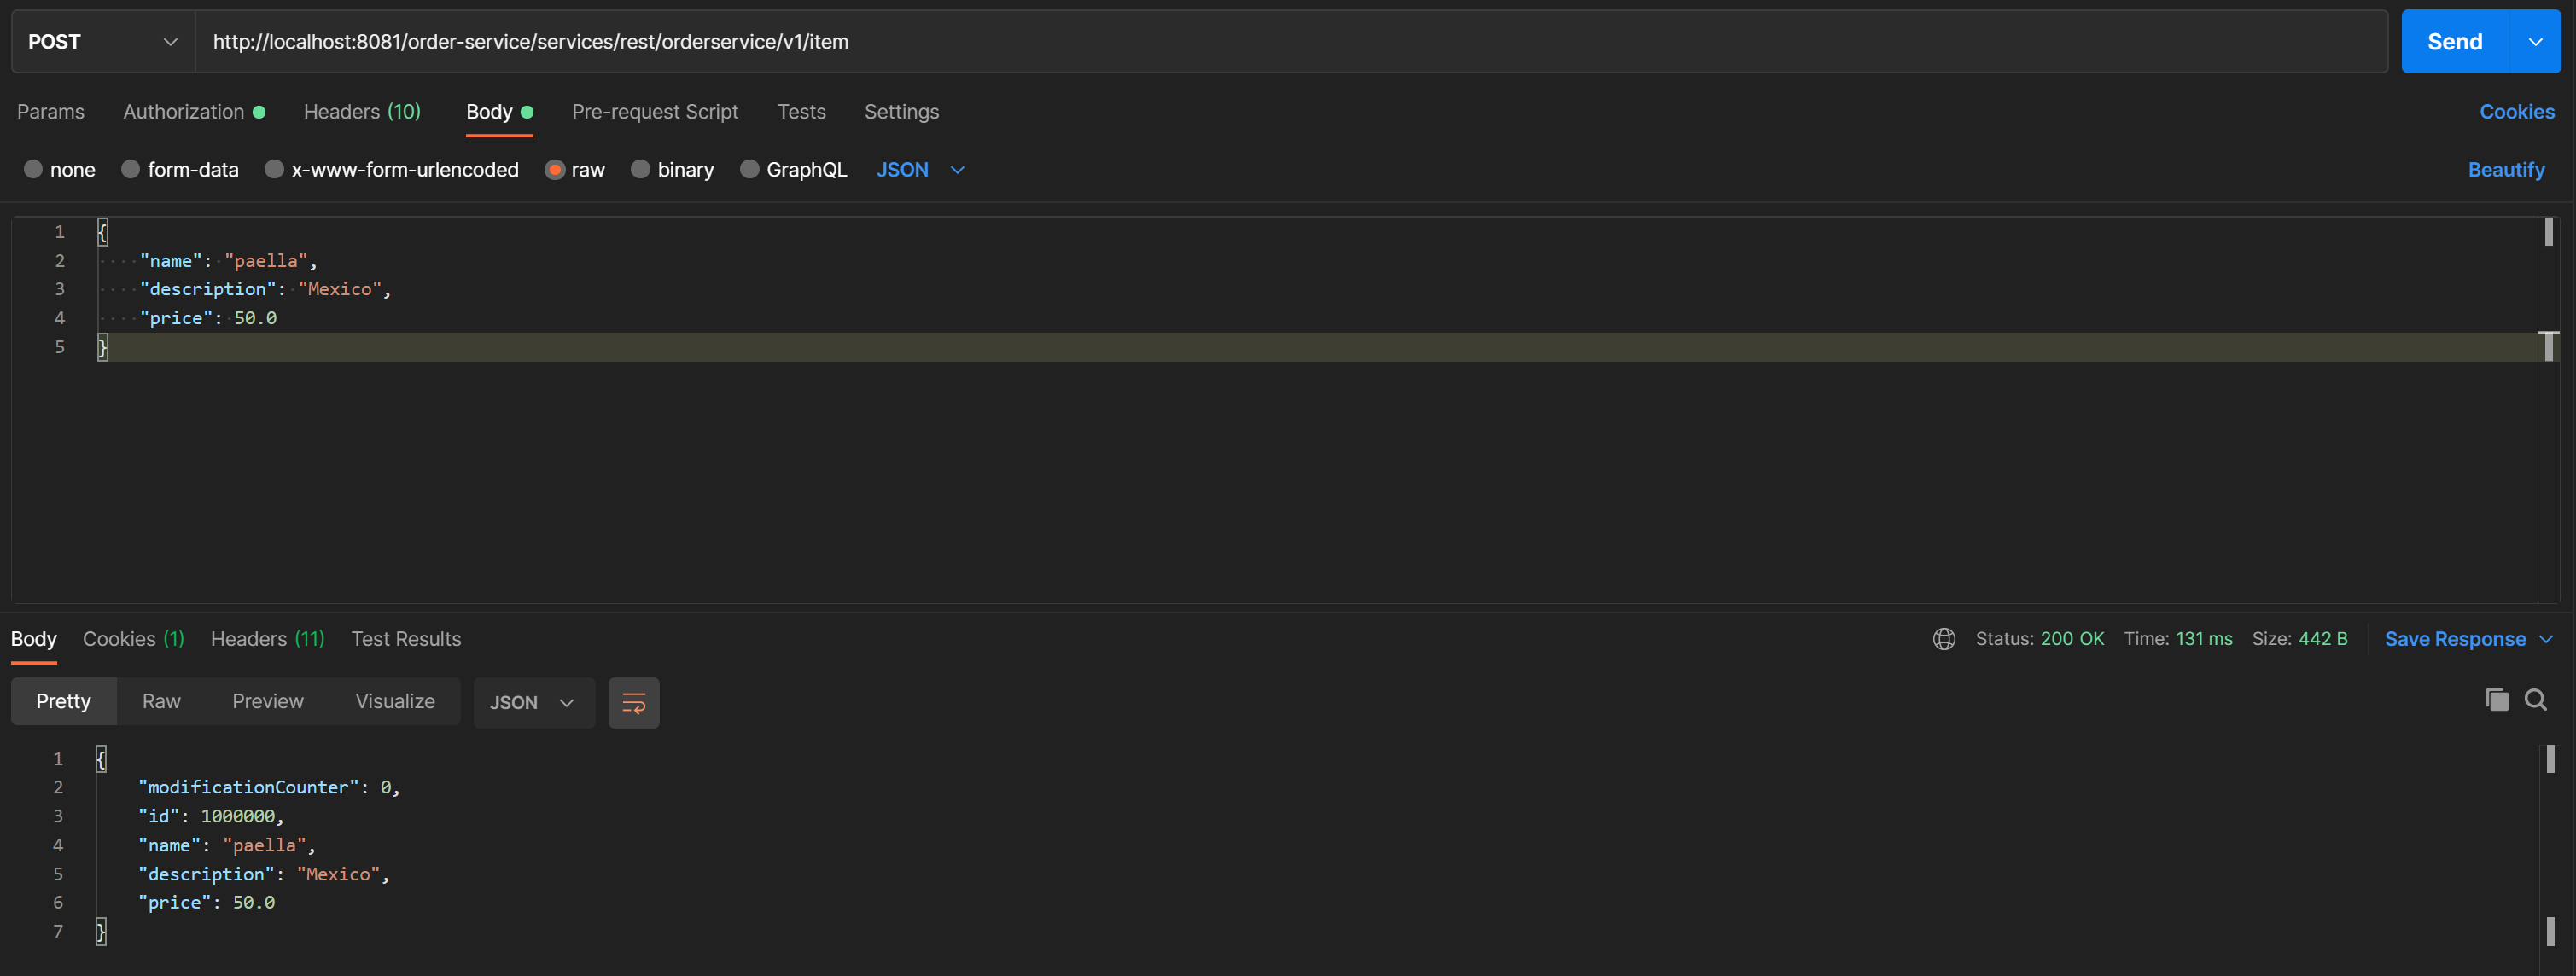 POST http://localhost:8081/order-service/services/rest/orderservice/v1/item Send
Params Authorization Headers (10) Body Pre-request Script Tests Settings Cookies
none form-data x-www-form-urlencoded raw binary GraphQL JSON Beautify
1 {
2 "name": "paella",
3 "description": "Mexico",
4 "price": 50.0
5 }
Body Cookies (1) Headers (11) Test Results Status: 200 OK Time: 131 ms Size: 442 B Save Response
Pretty Raw Preview Visualize JSON
1 {
2 "modificationCounter": 0,
3 "id": 1000000,
4 "name": "paella",
5 "description": "Mexico",
6 "price": 50.0
7 }